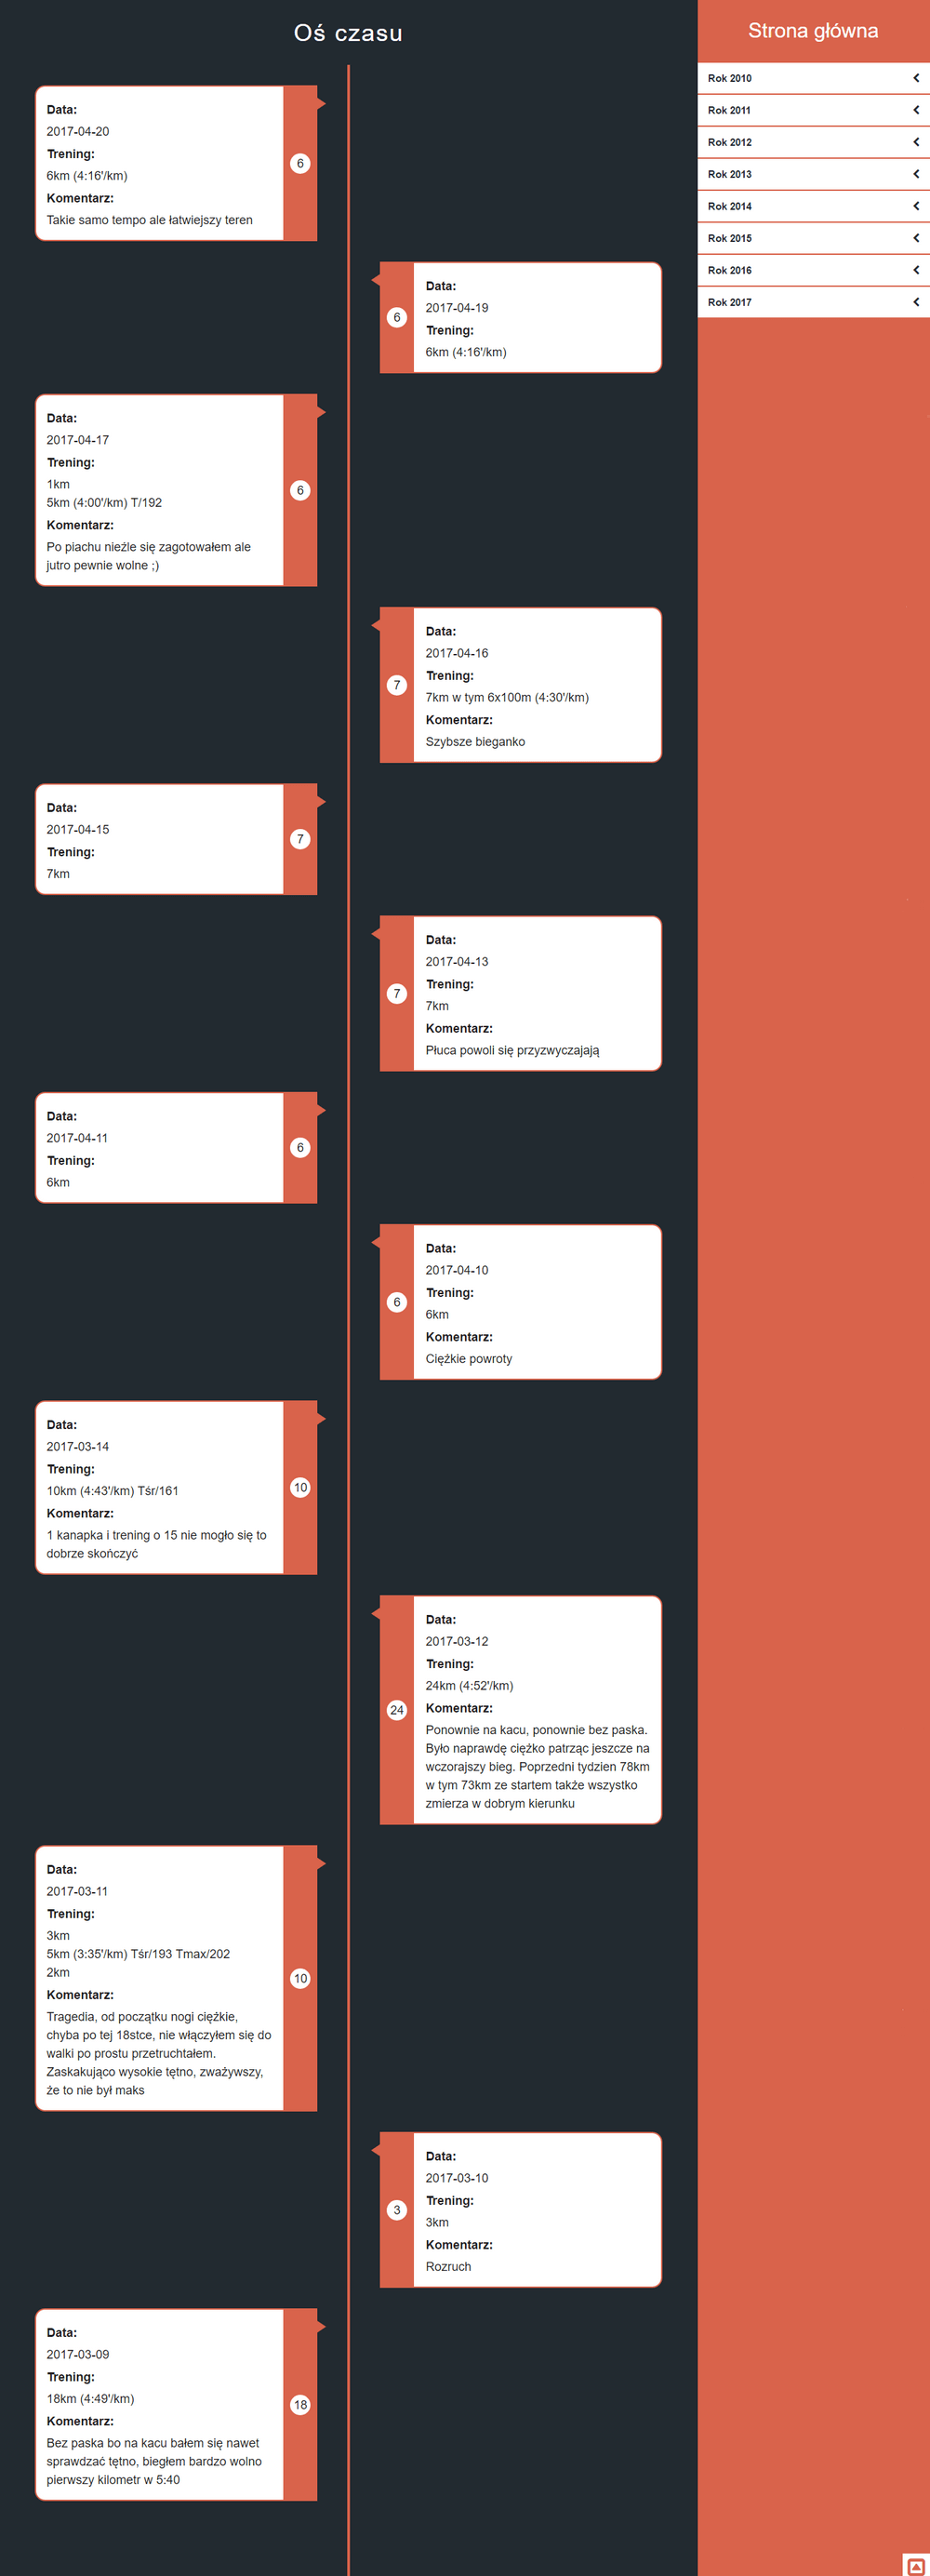 Oś czasu
Data:
2017-04-20
Trening:
6km (4:16'/km)
Komentarz:
Takie samo tempo ale łatwiejszy teren
6
6
Data:
2017-04-19
Trening:
6km (4:16'/km)
Data:
2017-04-17
Trening:
1km
5km (4:00'/km) T/192
Komentarz:
Po piachu nieźle się zagotowałem ale
jutro pewnie wolne ;)
6
7
Data:
2017-04-16
Trening:
7km w tym 6x100m (4:30'/km)
Komentarz:
Szybsze bieganko
Data:
2017-04-15
Trening:
7km
7
7
Data:
2017-04-13
Trening:
7km
Komentarz:
Płuca powoli się przyzwyczajają
Data:
2017-04-11
Trening:
6km
6
6
Data:
2017-04-10
Trening:
6km
Komentarz:
Ciężkie powroty
Data:
2017-03-14
Trening:
10km (4:43'/km) Tśr/161
Komentarz:
1 kanapka i trening o 15 nie mogło się to
dobrze skończyć
10
24
Data:
2017-03-12
Trening:
24km (4:52'/km)
Komentarz:
Ponownie na kacu, ponownie bez paska.
Było naprawdę ciężko patrząc jeszcze na
wczorajszy bieg. Poprzedni tydzien 78km
w tym 73km ze startem także wszystko
zmierza w dobrym kierunku
Data:
2017-03-11
Trening:
3km
5km (3:35'/km) Tśr/193 Tmax/202
2km
Komentarz:
Tragedia, od początku nogi ciężkie,
chyba po tej 18stce, nie włączyłem się do
walki po prostu przetruchtałem.
Zaskakująco wysokie tętno, zważywszy,
że to nie był maks
10
3
Data:
2017-03-10
Trening:
3km
Komentarz:
Rozruch
Data:
2017-03-09
Trening:
18km (4:49'/km)
Komentarz:
Bez paska bo na kacu bałem się nawet
sprawdzać tętno, biegłem bardzo wolno
pierwszy kilometr w 5:40
18
Strona główna
Rok 2010
Rok 2011
Rok 2012
Rok 2013
Rok 2014
Rok 2015
Rok 2016
Rok 2017